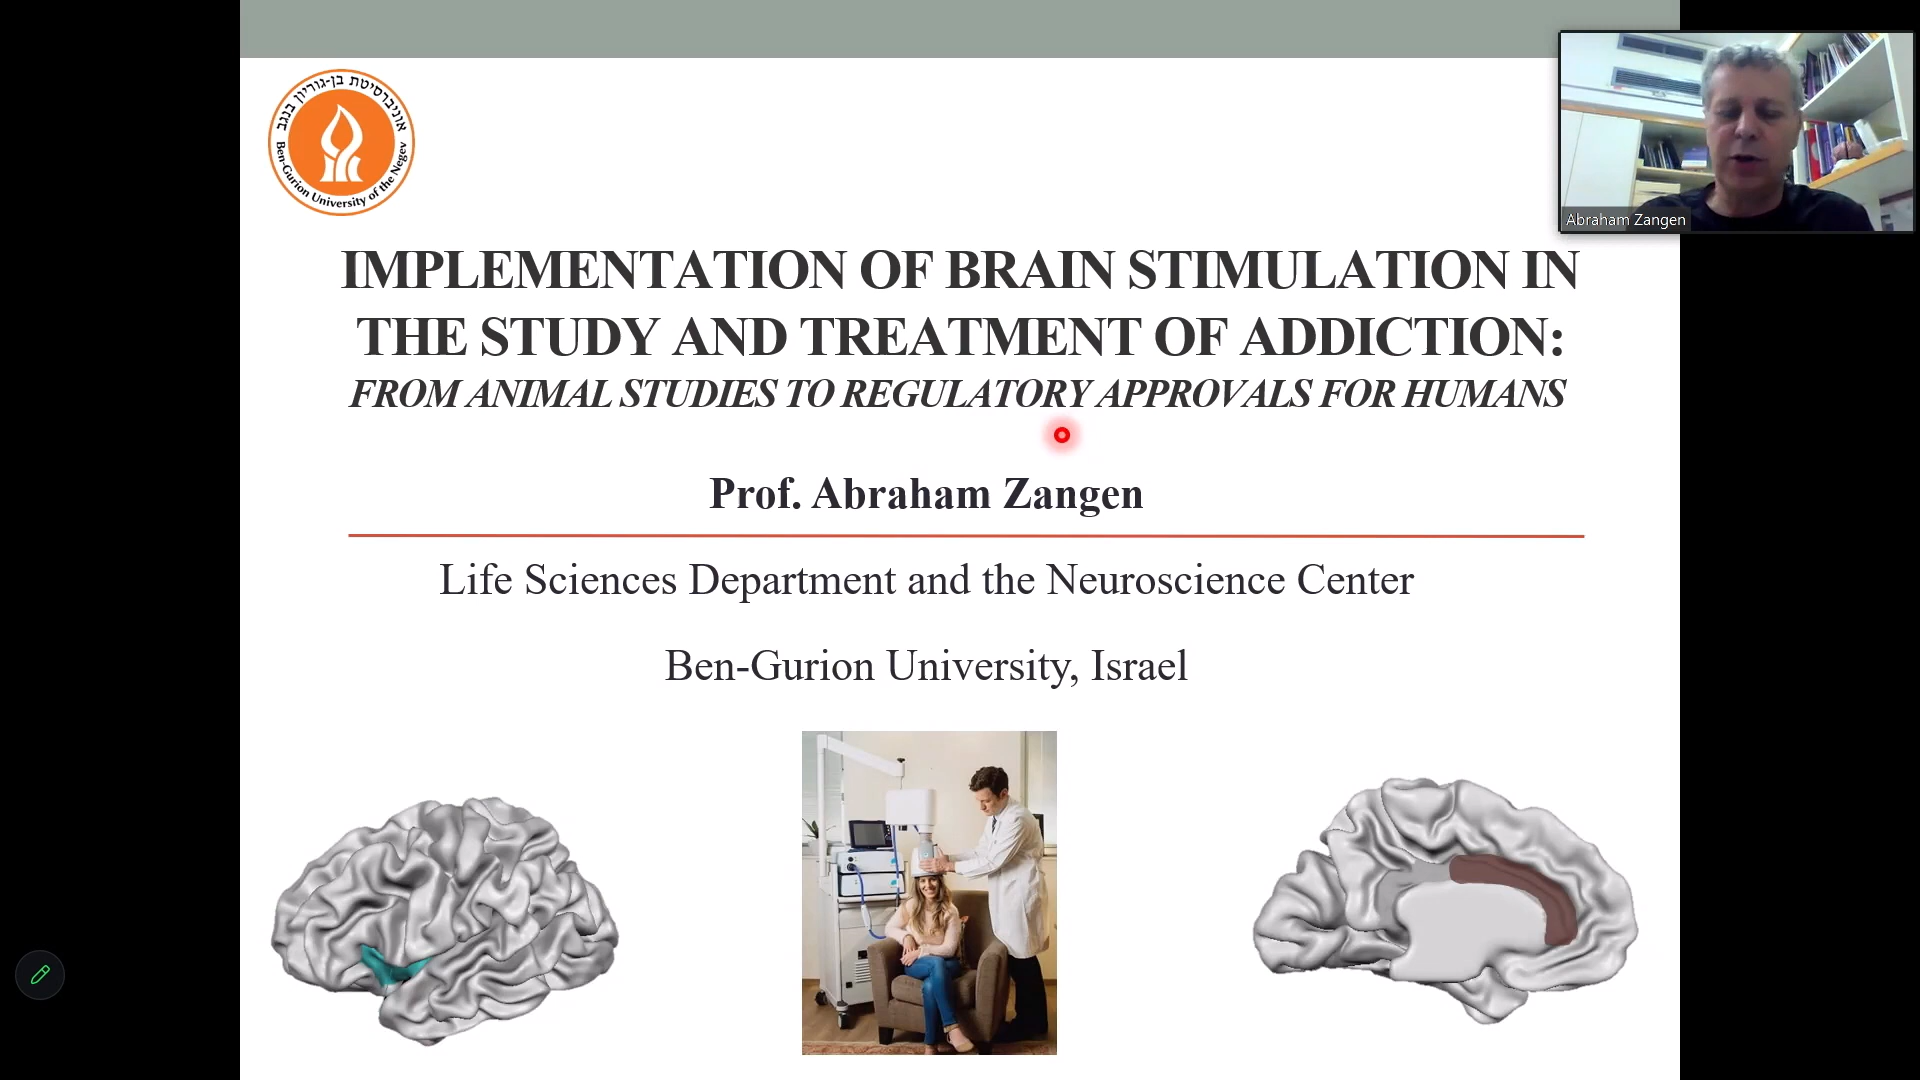 אוניברסיטת בן-גוריון בנגב
Ben-Gurion University of the Negev
Abraham Zangen
IMPLEMENTATION OF BRAIN STIMULATION IN
THE STUDY AND TREATMENT OF ADDICTION:
FROM ANIMAL STUDIES TO REGULATORY APPROVALS FOR HUMANS
Prof. Abraham Zangen
Life Sciences Department and the Neuroscience Center
Ben-Gurion University, Israel